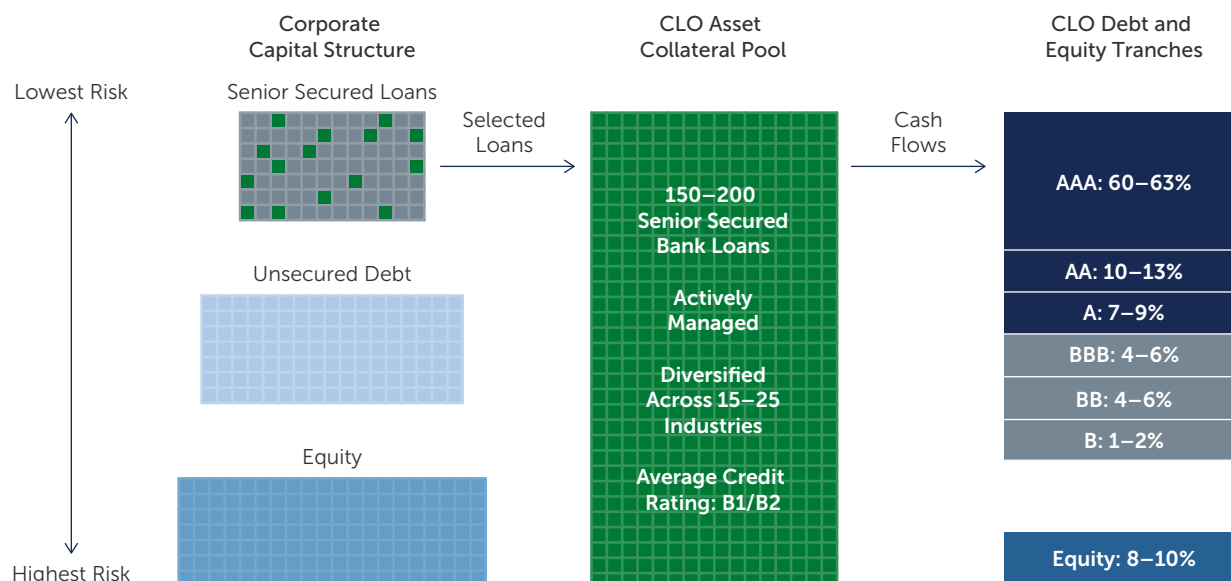 Corporate
Capital Structure
CLO Asset
Collateral Pool
CLO Debt and
Equity Tranches
Lowest Risk
Senior Secured Loans
Selected
Loans
Cash
Flows
150–200
Senior Secured
Bank Loans
Actively
Managed
Diversified
Across 15–25
Industries
Average Credit
Rating: B1/B2
AAA: 60–63%
AA: 10–13%
A: 7–9%
BBB: 4–6%
BB: 4–6%
B: 1–2%
Unsecured Debt
Equity
Equity: 8–10%
Highest Risk